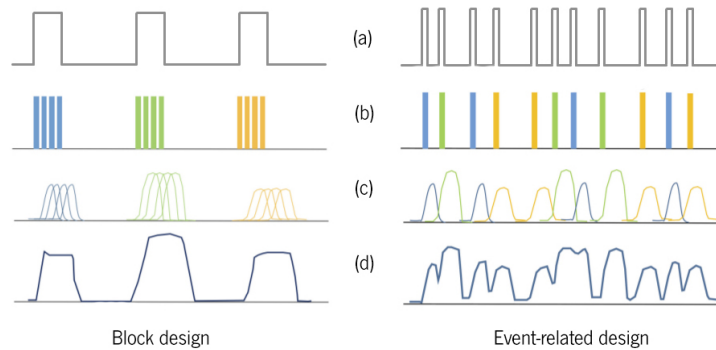 (a)
(b)
(c)
(d)
Block design
Event-related design